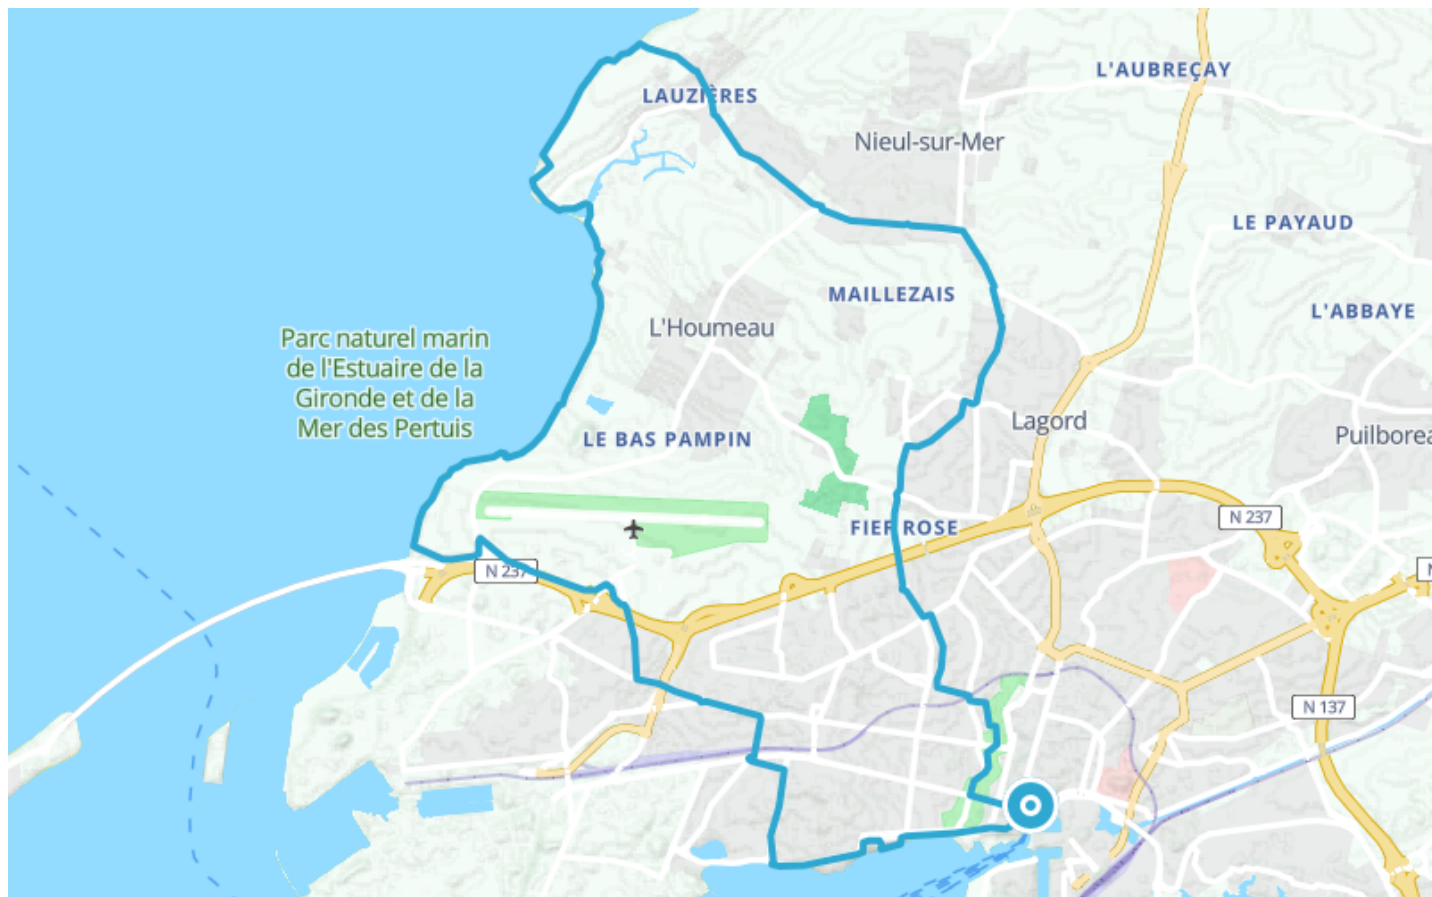 L'AUBREÇAY
LAUZIÈRES
Nieul-sur-Mer
LE PAYAUD
MAILLEZAIS
L'ABBAYE
L'Houmeau
Parc naturel marin
de l'Estuaire de la
Gironde et de la
Mer des Pertuis
Lagord
Puilborea
LE BAS PAMPIN
N 237
FIEF ROSE
N 237
N
N 137